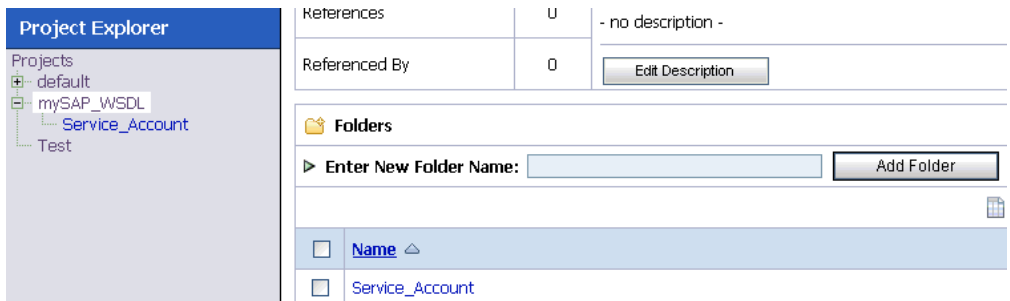 Project Explorer
Projects
default
mySAP_WSDL
Service_Account
Test
References 0
- no description -
Referenced By 0
Edit Description
Folders
Enter New Folder Name:
Add Folder
Name
Service_Account